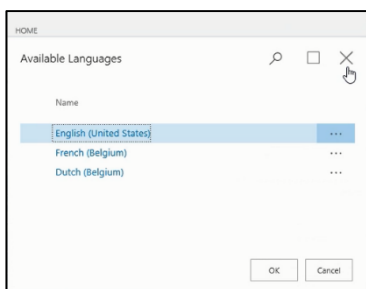 HOME
Available Languages
Name
English (United States)
French (Belgium)
Dutch (Belgium)
OK Cancel